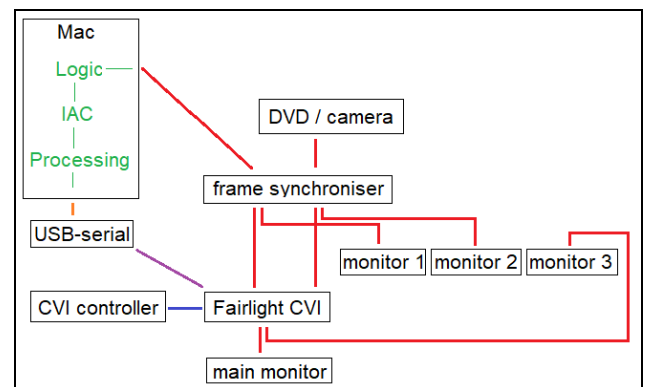 Mac
Logic
IAC
Processing
DVD / camera
frame synchroniser
USB-serial
monitor 1
monitor 2
monitor 3
CVI controller
Fairlight CVI
main monitor